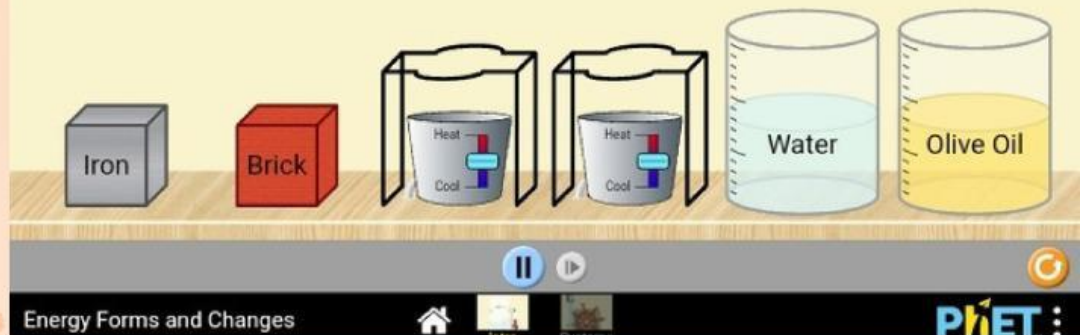 Iron
Brick
Heat
Cool
Heat
Cool
Water
Olive Oil
Energy Forms and Changes
PhET